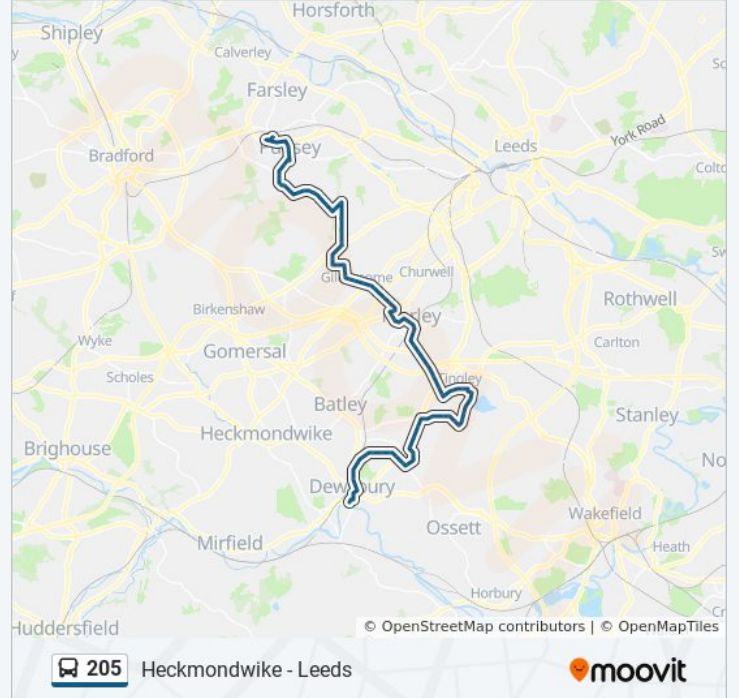 Horsforth
Shipley
Calverley
Farsley
York Road
Leeds
Bradford
Colto
Churwell
Rothwell
Birkenshaw
Wyke
Gomersal
Carlton
Scholes
Tingley
Batley
Stanley
Heckmondwike
Brighouse
No
Dewsbury
Ossett
Wakefield
Mirfield
Heath
Horbury
Huddersfield
© OpenStreetMap contributors | © OpenMapTiles
205 Heckmondwike - Leeds
moovit